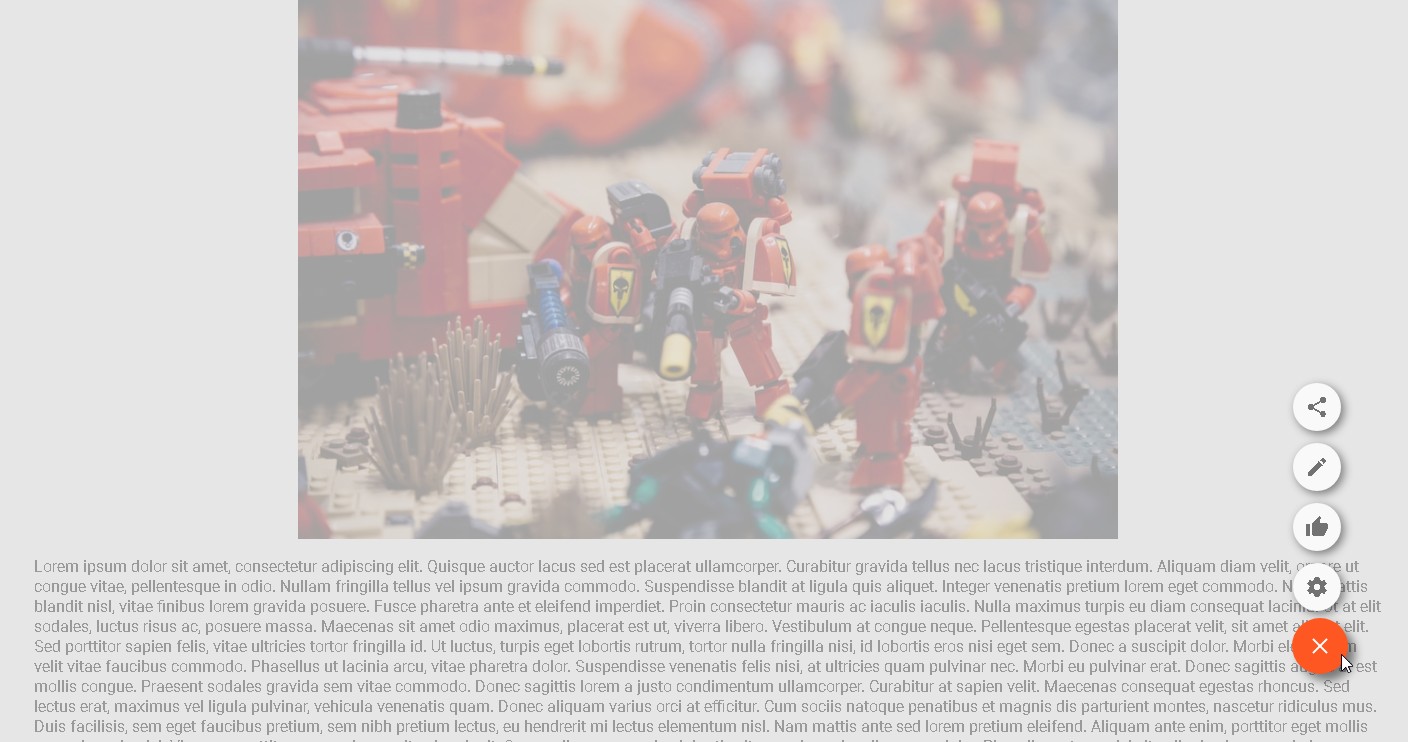 Lorem ipsum dolor sit amet, consectetur adipiscing elit. Quisque auctor lacus sed est placerat ullamcorper. Curabitur gravida tellus nec lacus tristique interdum. Aliquam diam velit, ut
congue vitae, pellentesque in odio. Nullam fringilla tellus vel ipsum gravida commodo. Suspendisse blandit at ligula quis aliquet. Integer venenatis pretium lorem eget commodo.
blandit nisl, vitae finibus lorem gravida posuere. Fusce pharetra ante et eleifend imperdiet. Proin consectetur mauris ac iaculis iaculis. Nulla maximus turpis eu diam consequat at elit
sodales, luctus risus ac, posuere massa. Maecenas sit amet odio maximus, placerat est ut, viverra libero. Vestibulum at congue neque. Pellentesque egestas placerat velit, sit amet elit.
Sed porttitor sapien felis, vitae ultricies tortor fringilla id. Ut luctus, turpis eget lobortis rutrum, tortor nulla fringilla nisi, id lobortis eros nisi eget sem. Donec a suscipit dolor. Morbi
velit vitae faucibus commodo. Phasellus ut lacinia arcu, vitae pharetra dolor. Suspendisse venenatis felis nisi, at ultricies quam pulvinar nec. Morbi eu pulvinar erat. Donec sagittis est
mollis congue. Praesent sodales gravida sem vitae commodo. Donec sagittis lorem a justo condimentum ullamcorper. Curabitur at sapien velit. Maecenas consequat egestas rhoncus. Sed
lectus erat, maximus vel ligula pulvinar, vehicula venenatis quam. Donec aliquam varius orci at efficitur. Cum sociis natoque penatibus et magnis dis parturient montes, nascetur ridiculus mus.
Duis facilisis, sem eget faucibus pretium, sem nibh pretium lectus, eu hendrerit mi lectus elementum nisl. Nam mattis ante sed lorem pretium eleifend. Aliquam ante enim, porttitor eget mollis